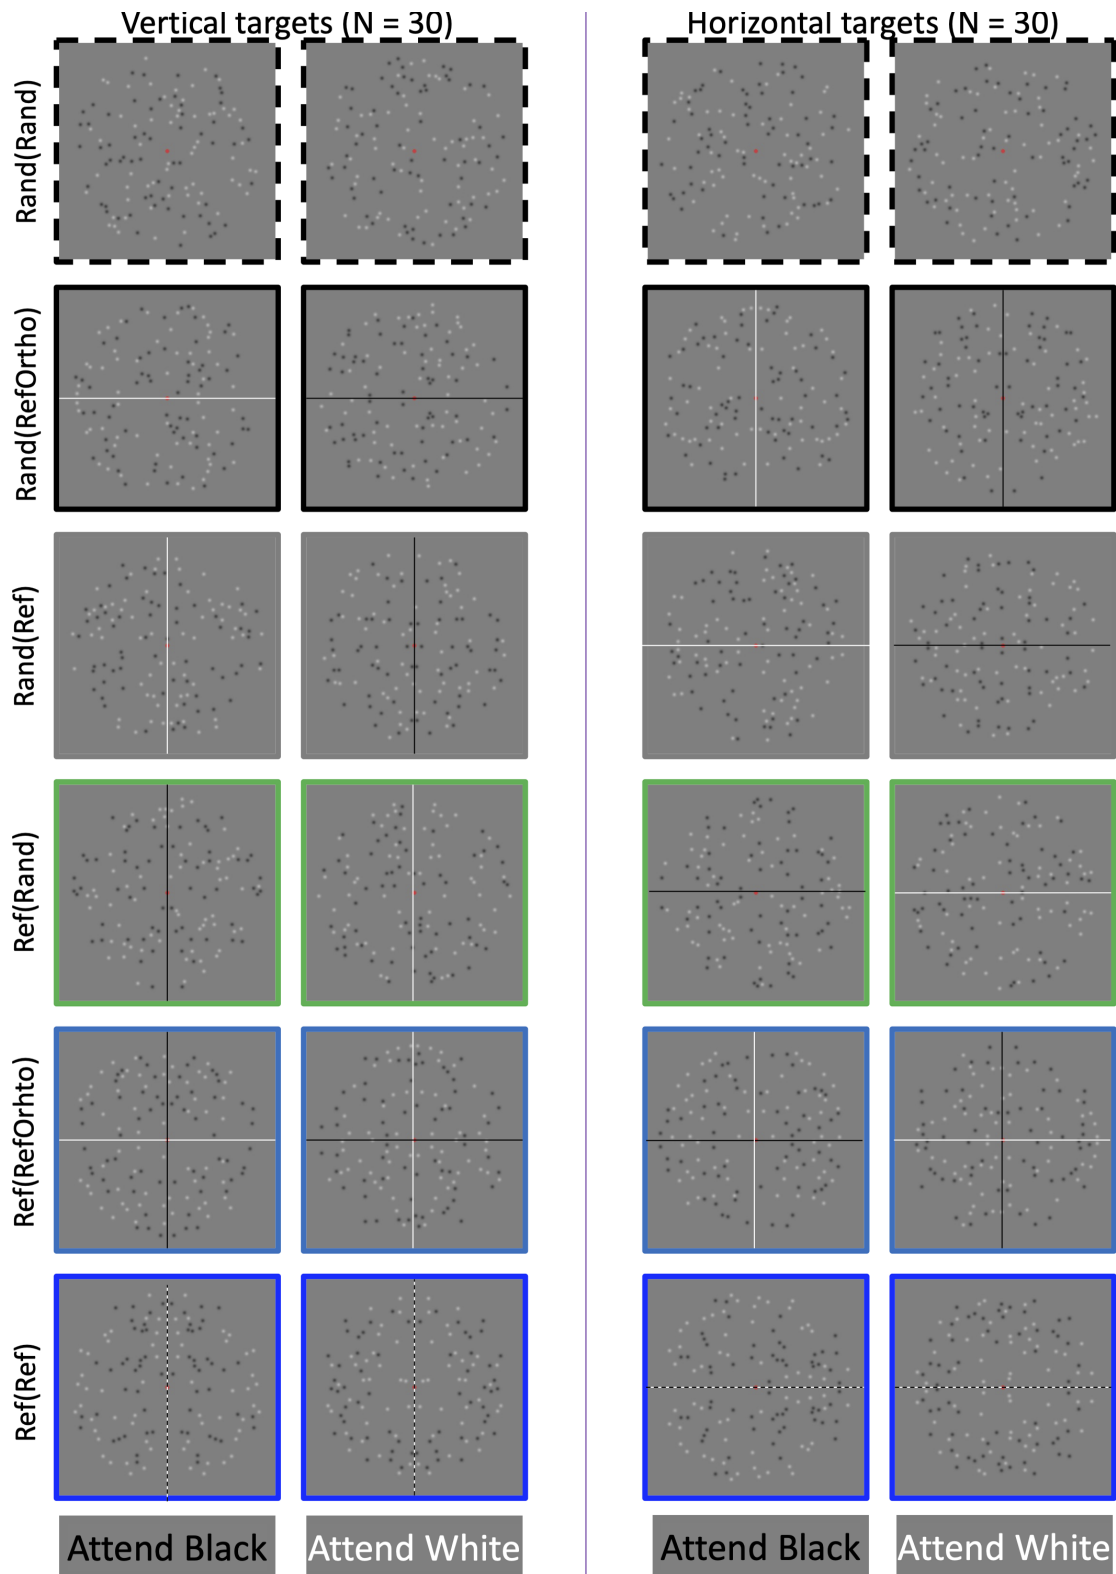 Vertical targets (N = 30)
Horizontal targets (N = 30)
Rand(Rand)
Rand(RefOrtho)
Rand(Ref)
Ref(Rand)
Ref(RefOrhto)
Ref(Ref)
Attend Black
Attend White
Attend Black
Attend White